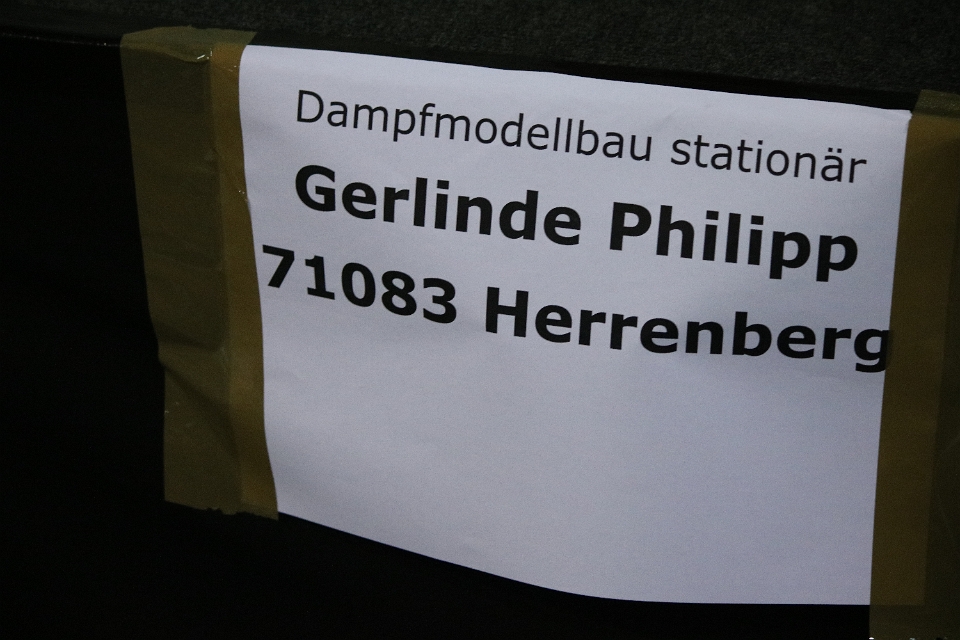 Dampfmodellbau stationär
Gerlinde Philipp
71083 Herrenberg